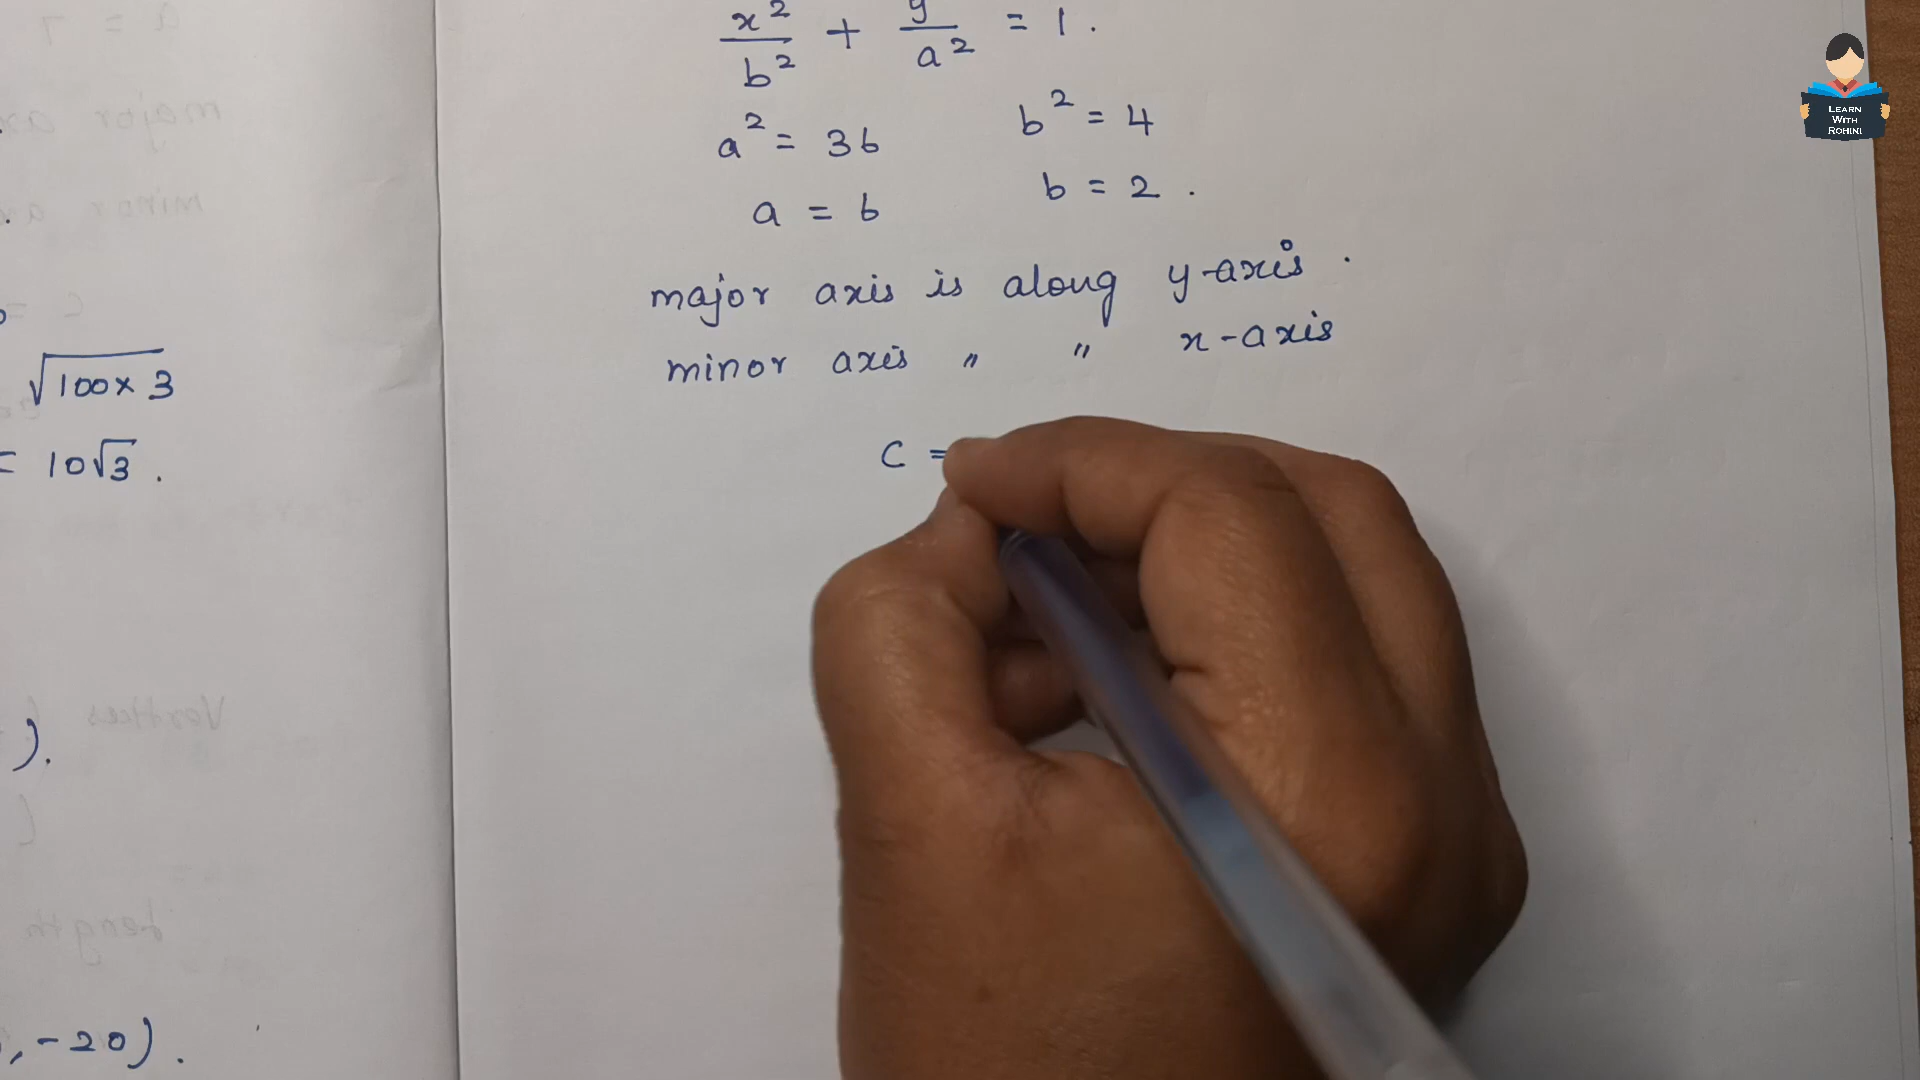 √100×3
= 10√3 .
).
, -20) .
x²/b² + y/a² = 1 .
a² = 36 b² = 4
a = 6 b = 2 .
major axis is along y-axis .
minor axis " " x-axis
C =
LEARN
WITH
ROHINI